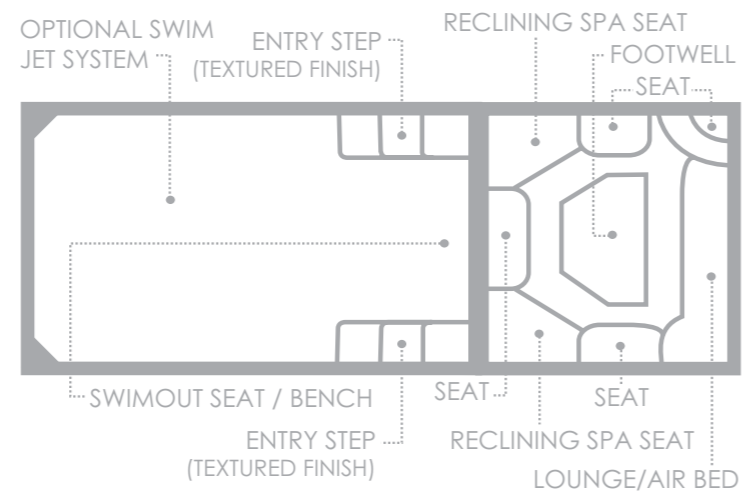 OPTIONAL SWIM
JET SYSTEM
ENTRY STEP
(TEXTURED FINISH)
RECLINING SPA SEAT
FOOTWELL
SEAT
SWIMOUT SEAT / BENCH
SEAT
SEAT
ENTRY STEP
(TEXTURED FINISH)
RECLINING SPA SEAT
LOUNGE/AIR BED